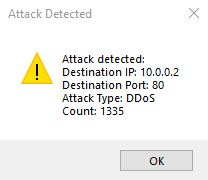 Attack Detected
Attack detected:
Destination IP: 10.0.0.2
Destination Port: 80
Attack Type: DDoS
Count: 1335
OK